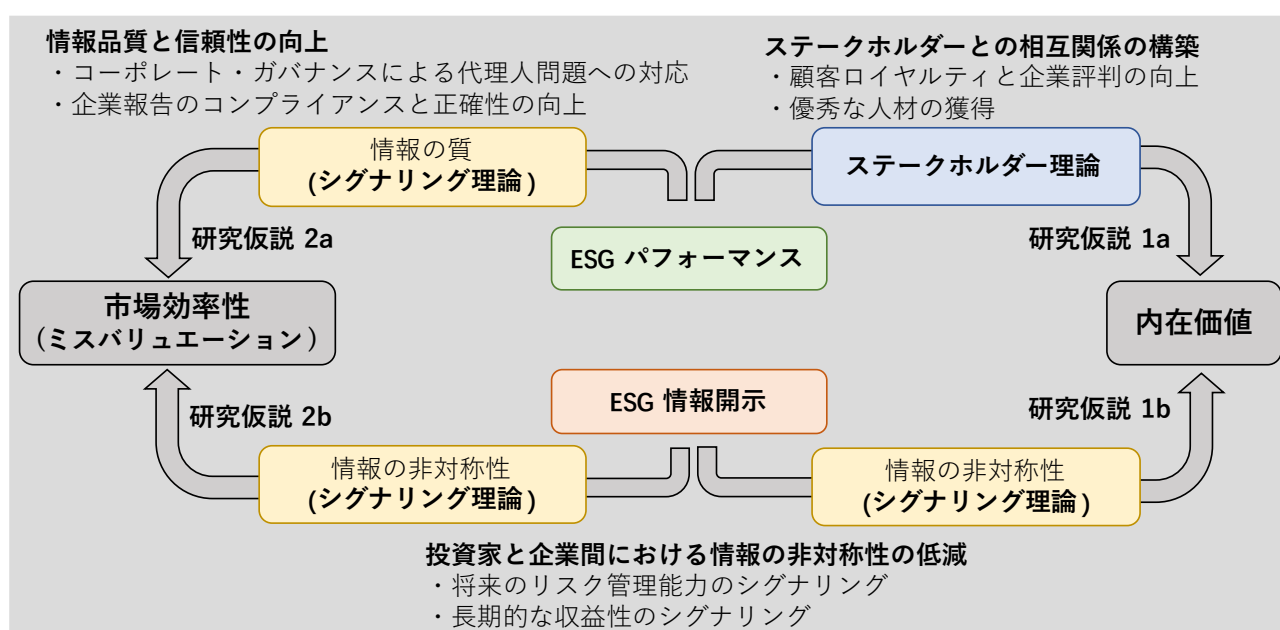 情報品質と信頼性の向上
・コーポレート・ガバナンスによる代理人問題への対応
・企業報告のコンプライアンスと正確性の向上
ステークホルダーとの相互関係の構築
・顧客ロイヤルティと企業評判の向上
・優秀な人材の獲得
情報の質
(シグナリング理論)
ステークホルダー理論
研究仮説 2a
ESG パフォーマンス
研究仮説 1a
市場効率性
(ミスバリュエーション)
内在価値
研究仮説 2b
ESG 情報開示
研究仮説 1b
情報の非対称性
(シグナリング理論)
情報の非対称性
(シグナリング理論)
投資家と企業間における情報の非対称性の低減
・将来のリスク管理能力のシグナリング
・長期的な収益性のシグナリング